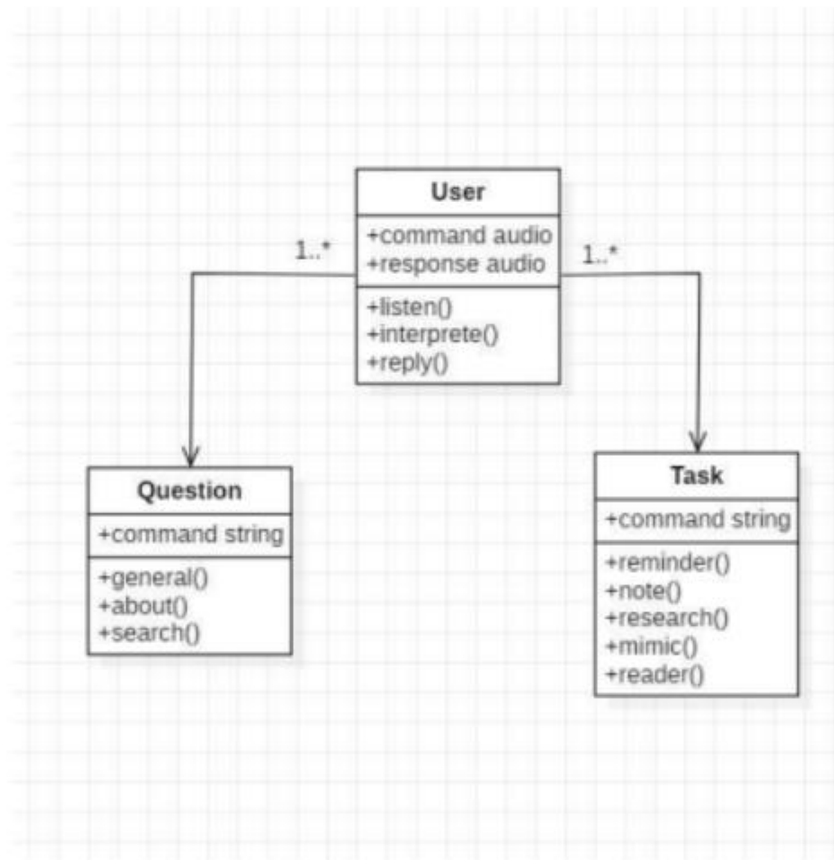 User
+command audio
+response audio
+listen()
+interprete()
+reply()
1..*
1..*
Question
+command string
+general()
+about()
+search()
Task
+command string
+reminder()
+note()
+research()
+mimic()
+reader()